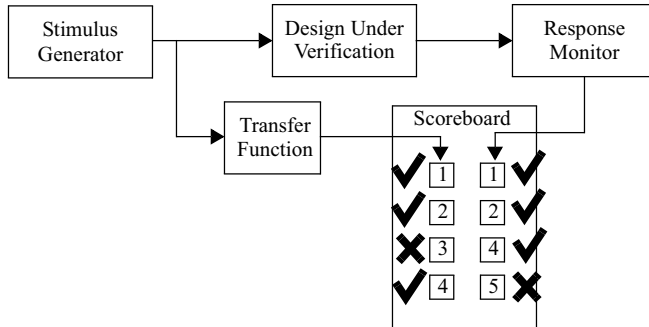 Stimulus
Generator
Design Under
Verification
Response
Monitor
Transfer
Function
Scoreboard
1 1
2 2
3 4
4 5